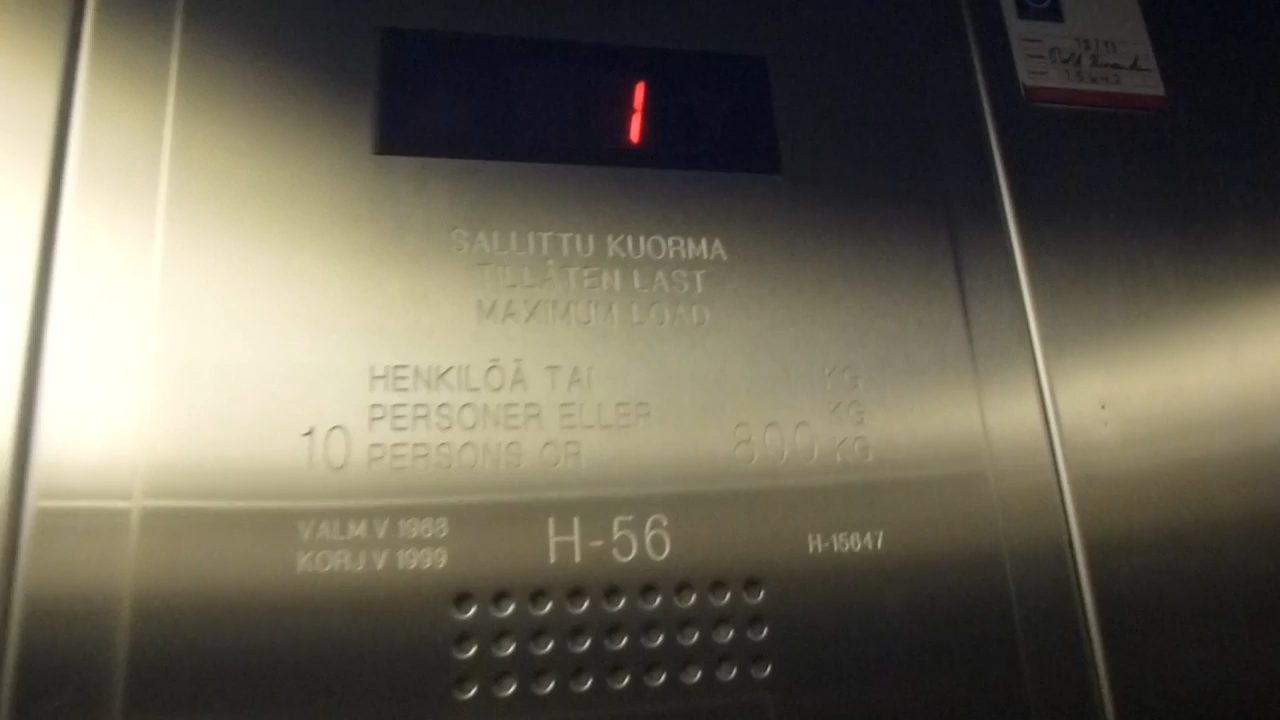 1
SALLITTU KUORMA
TILLÅTEN LAST
MAXIMUM LOAD
HENKILÖÄ TAI KG
PERSONER ELLER KG
10 PERSONS OR 800 KG
VALM V 1968
KORJ.V 1999
H-56
H-15647